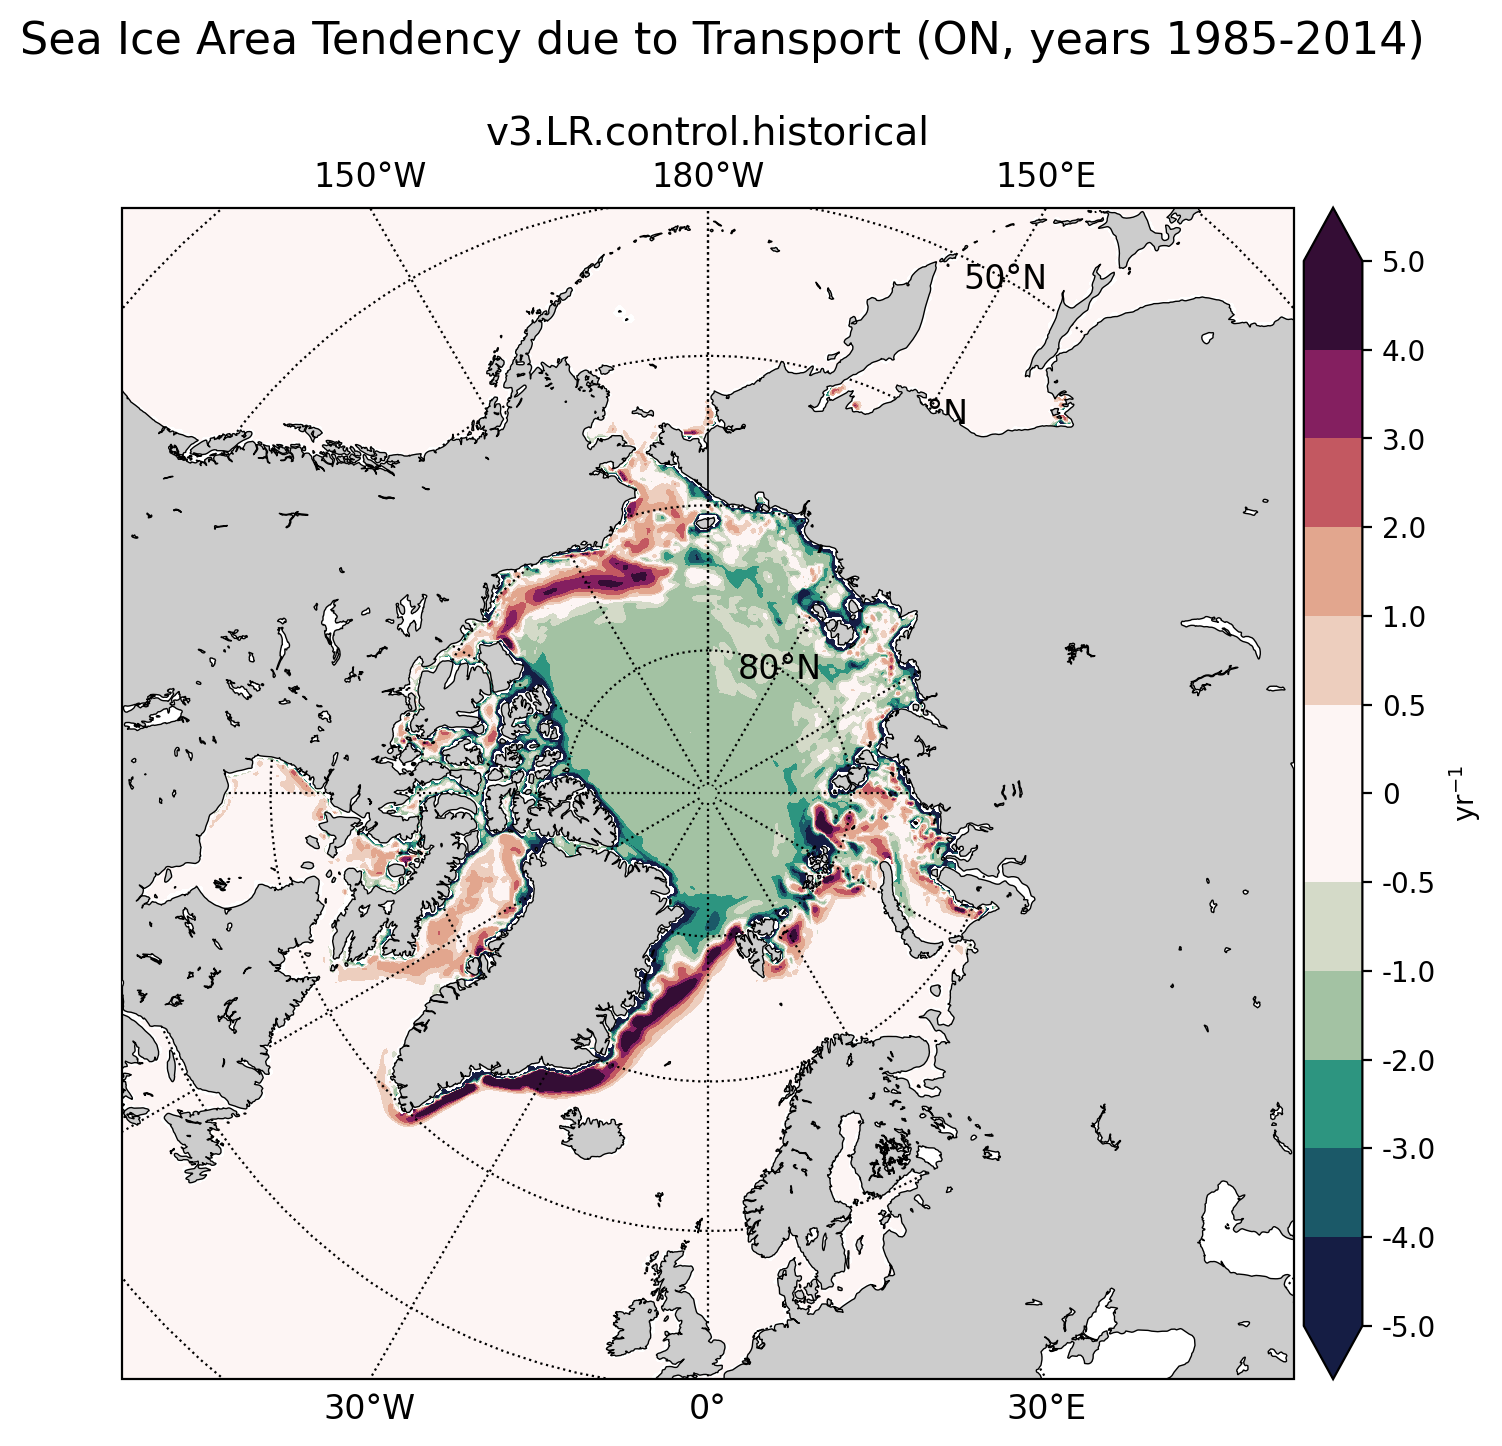 Sea Ice Area Tendency due to Transport (ON, years 1985-2014)
v3.LR.control.historical
150°W 180°W 150°E
50°N
°N
80°N
5.0
4.0
3.0
2.0
1.0
0.5
0
-0.5
-1.0
-2.0
-3.0
-4.0
-5.0
yr⁻¹
30°W 0° 30°E